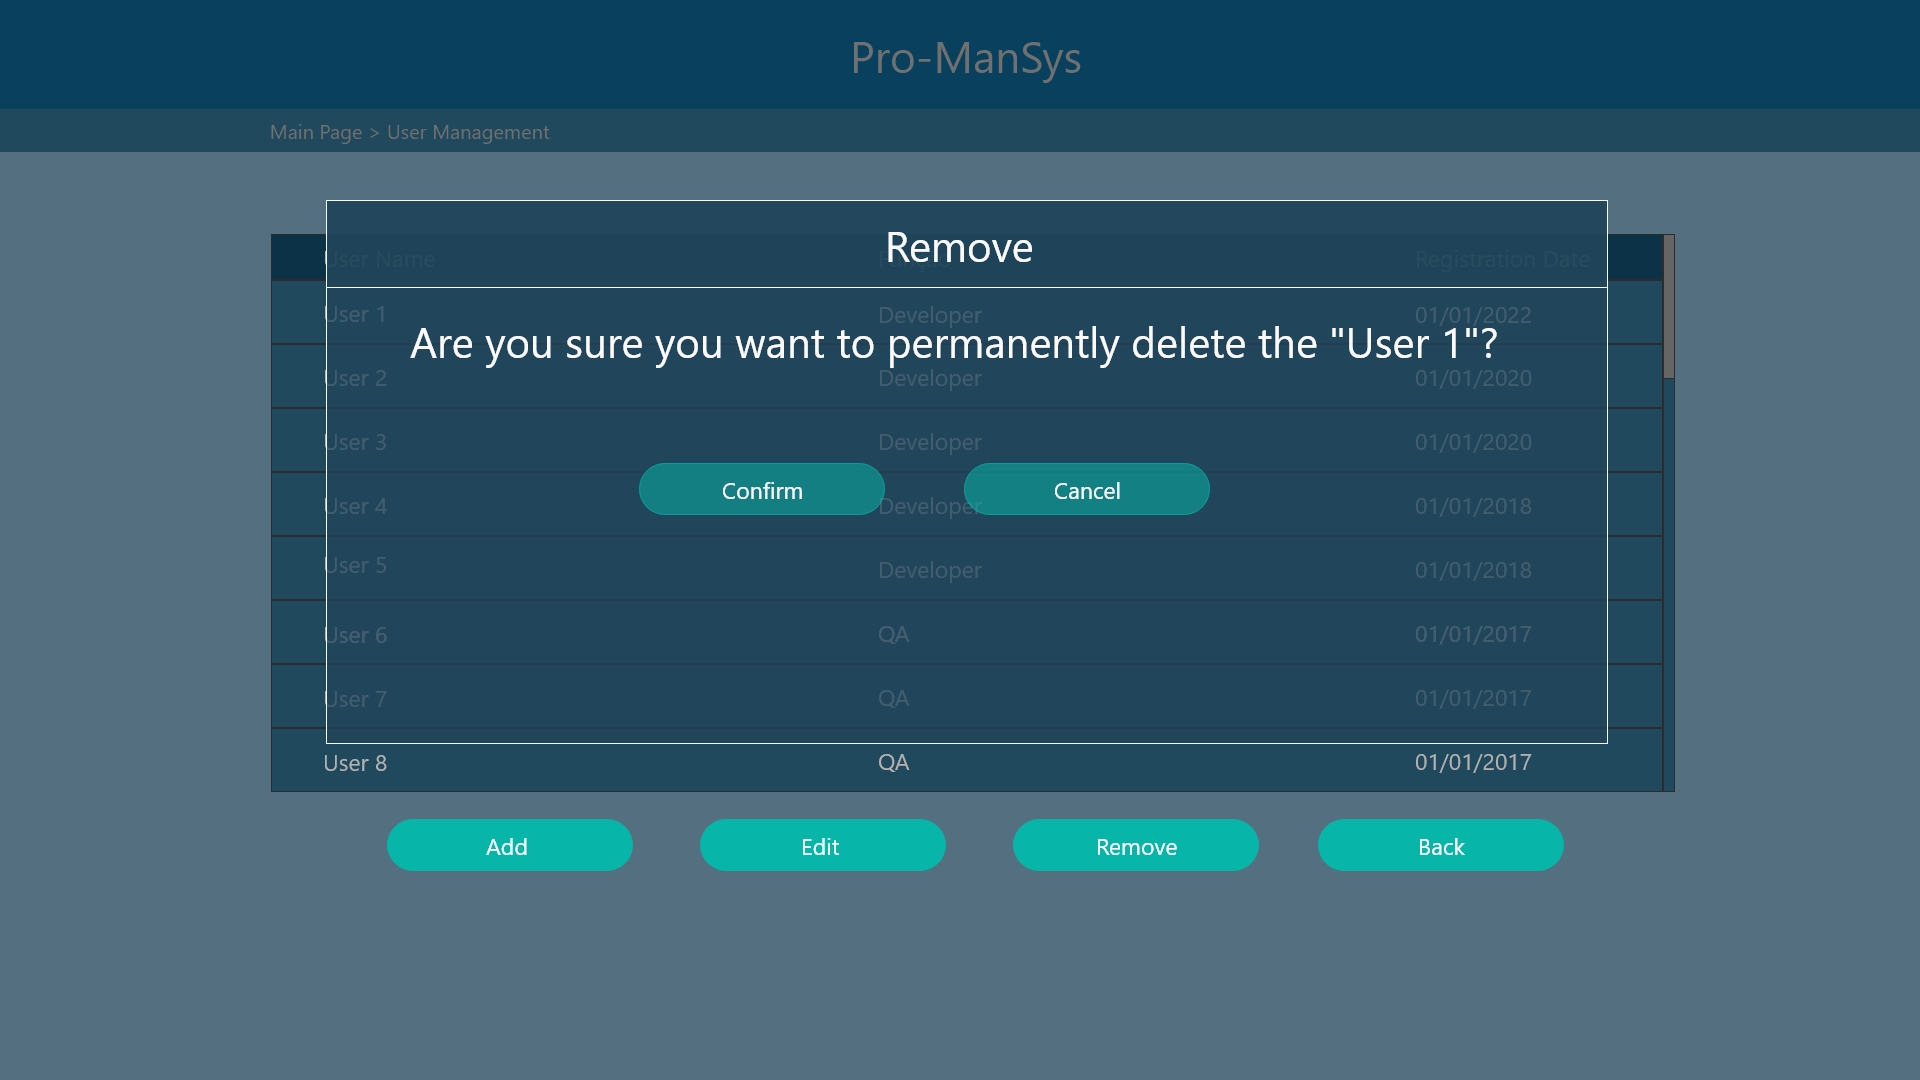 Pro-ManSys
Main Page > User Management
Remove
User Name Registration Date
User 1 Developer 01/01/2022
Are you sure you want to permanently delete the "User 1"?
User 2 Developer 01/01/2020
User 3 Developer 01/01/2020
Confirm Cancel
User 4 Developer 01/01/2018
User 5 Developer 01/01/2018
User 6 QA 01/01/2017
User 7 QA 01/01/2017
User 8 QA 01/01/2017
Add Edit Remove Back